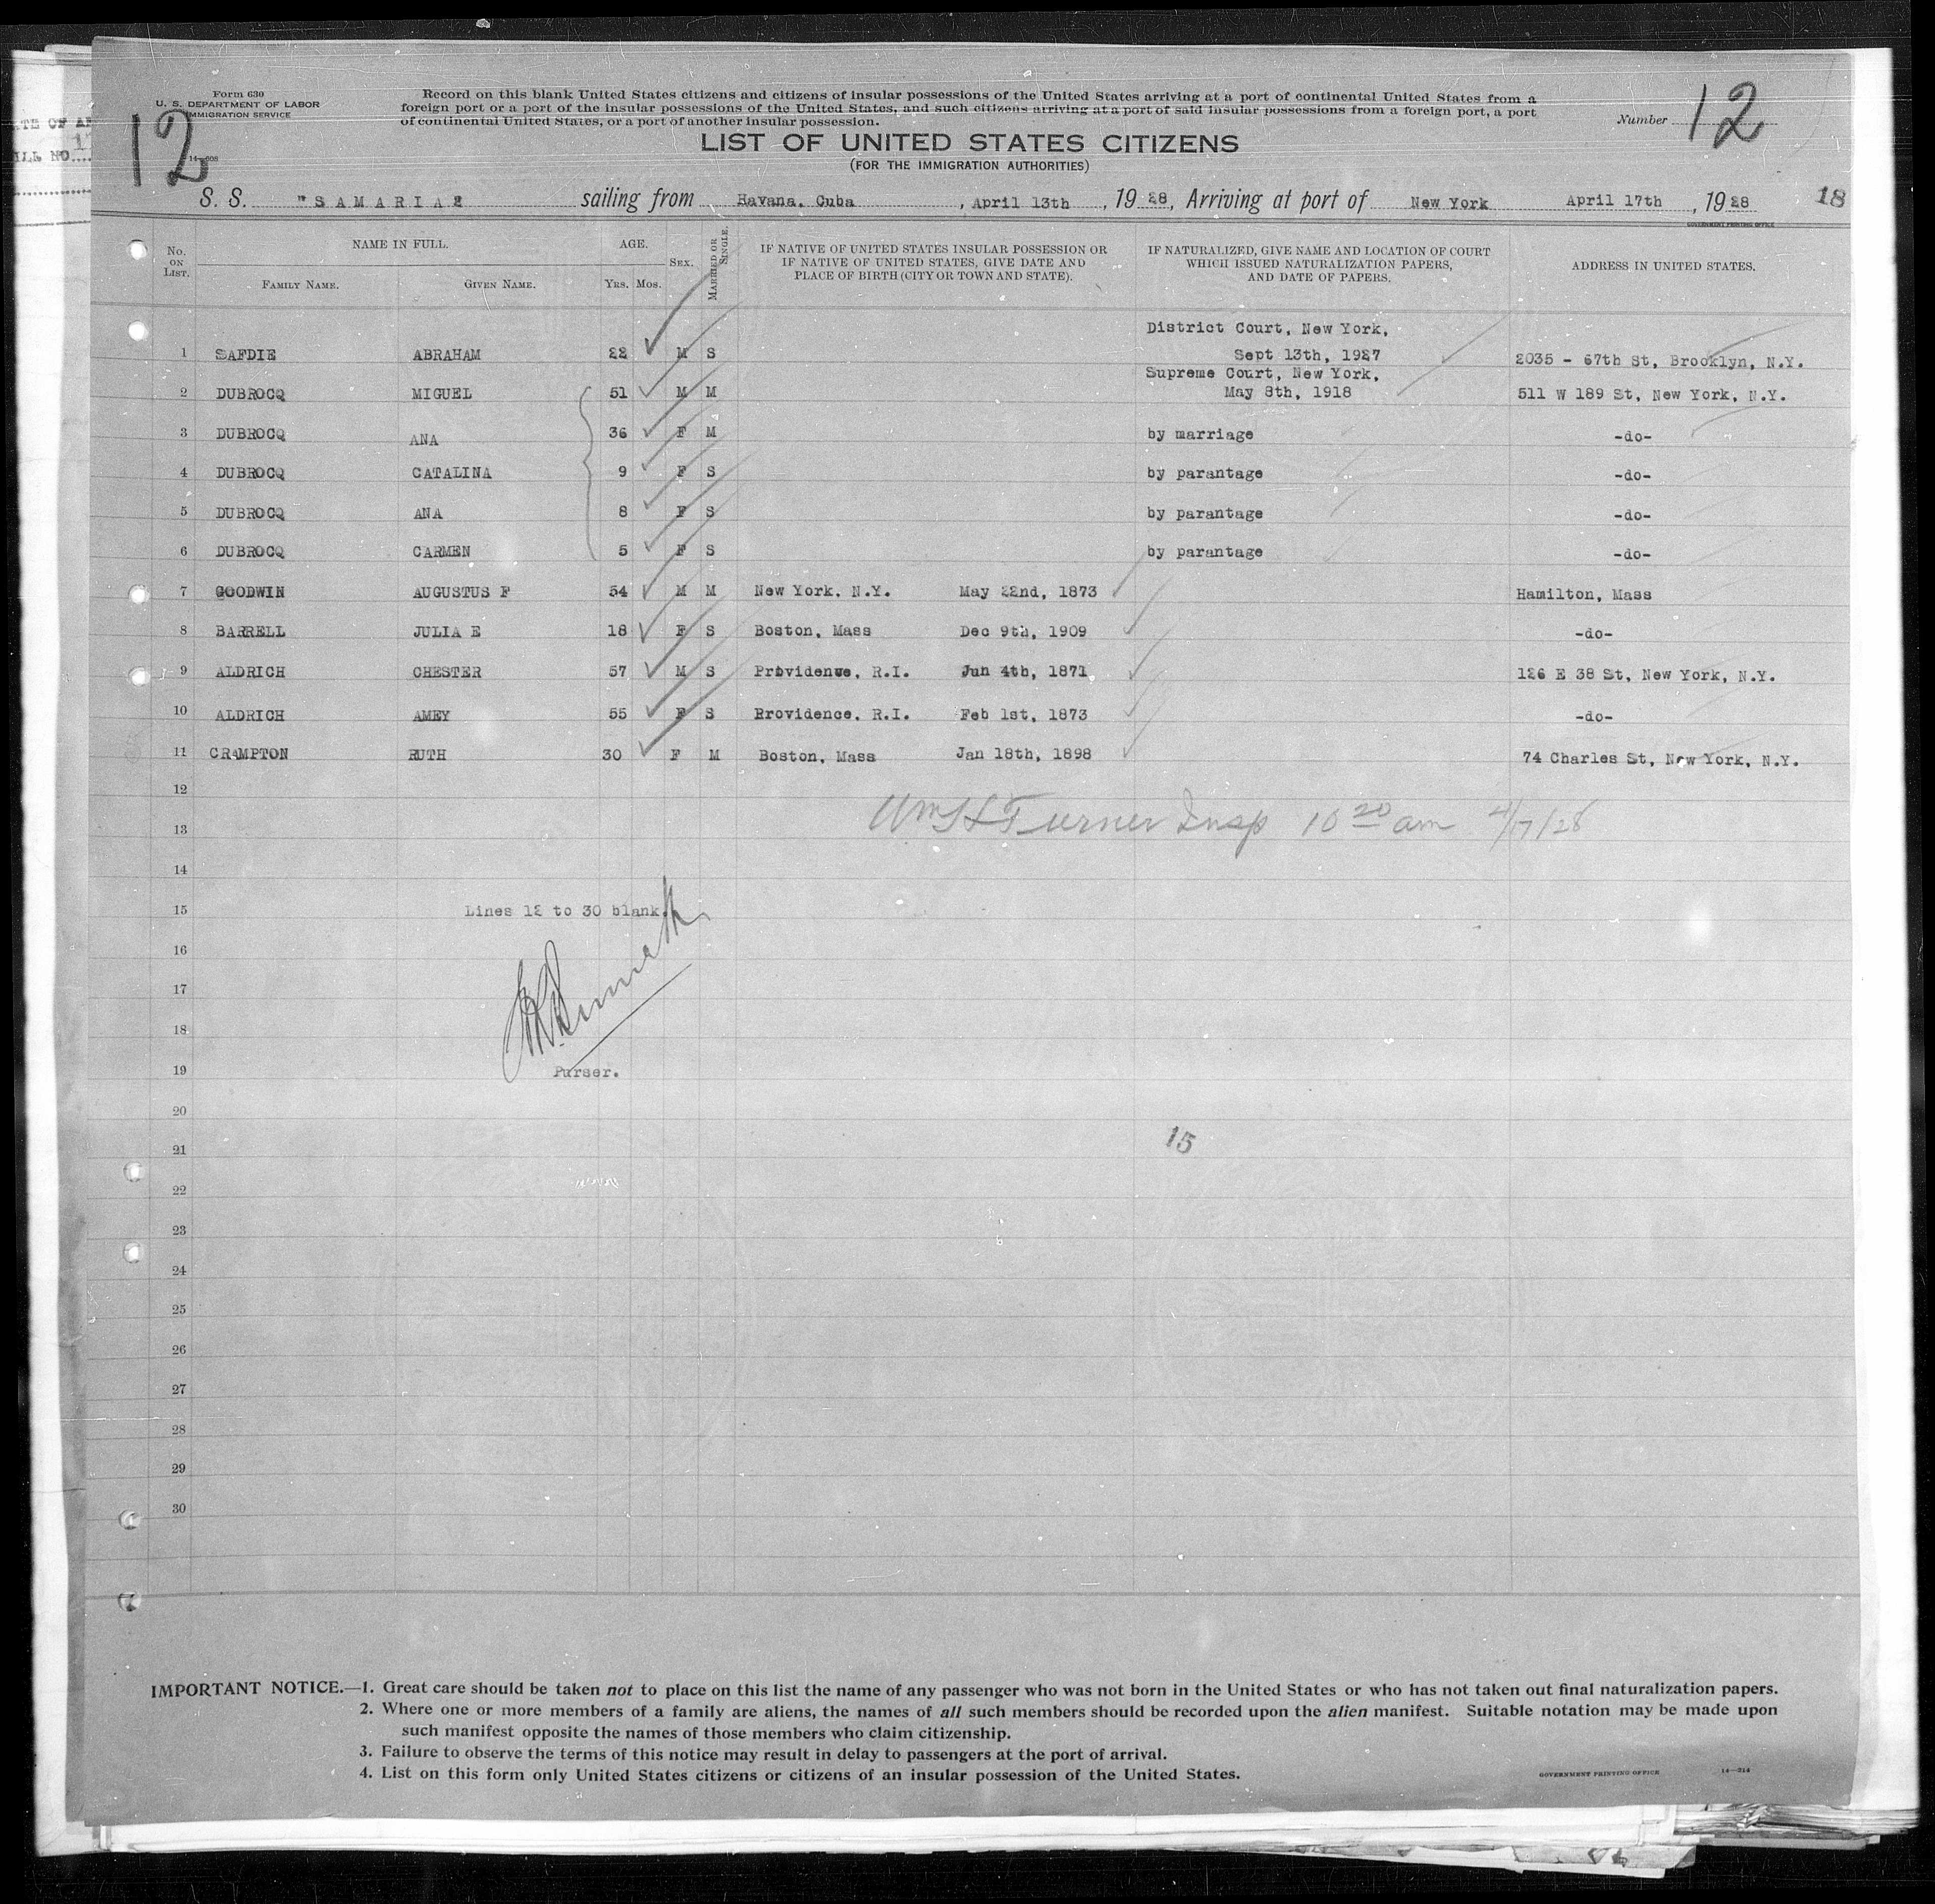 Form 630
U. S. DEPARTMENT OF LABOR
IMMIGRATION SERVICE
12
Record on this blank United States citizens and citizens of insular possessions of the United States arriving at a port of continental United States from a
foreign port or a port of the insular possessions of the United States, and such citizens arriving at a port of said insular possessions from a foreign port, a port
of continental United States, or a port of another insular possession.
Number 12
LIST OF UNITED STATES CITIZENS
(FOR THE IMMIGRATION AUTHORITIES)
S. S. "SAMARIA" sailing from Havana, Cuba, April 13th, 1928, Arriving at port of New York April 17th, 1928 18
GOVERNMENT PRINTING OFFICE
No. ON LIST. NAME IN FULL. FAMILY NAME. GIVEN NAME. AGE. YRS. MOS. SEX. MARRIED OR SINGLE. IF NATIVE OF UNITED STATES INSULAR POSSESSION OR IF NATIVE OF UNITED STATES, GIVE DATE AND PLACE OF BIRTH (CITY OR TOWN AND STATE). IF NATURALIZED, GIVE NAME AND LOCATION OF COURT WHICH ISSUED NATURALIZATION PAPERS, AND DATE OF PAPERS. ADDRESS IN UNITED STATES.
District Court, New York,
1 SAFDIE ABRAHAM 22 M S Sept 13th, 1927 2035 - 67th St, Brooklyn, N.Y.
Supreme Court, New York,
2 DUBROCQ MIGUEL 51 M M May 8th, 1918 511 W 189 St, New York, N.Y.
3 DUBROCQ ANA 36 F M by marriage -do-
4 DUBROCQ CATALINA 9 F S by parantage -do-
5 DUBROCQ ANA 8 F S by parantage -do-
6 DUBROCQ CARMEN 5 F S by parantage -do-
7 GOODWIN AUGUSTUS F 54 M M New York, N.Y. May 22nd, 1873 Hamilton, Mass
8 BARRELL JULIA E 18 F S Boston, Mass Dec 9th, 1909 -do-
9 ALDRICH CHESTER 57 M S Providence, R.I. Jun 4th, 1871 126 E 38 St, New York, N.Y.
10 ALDRICH AMEY 55 F S Providence, R.I. Feb 1st, 1873 -do-
11 CRAMPTON RUTH 30 F M Boston, Mass Jan 18th, 1898 74 Charles St, New York, N.Y.
12
13 Turner Insp 10 20 am 4/17/28
14
15 Lines 12 to 30 blank.
16
17
18
19 Purser.
20
21 15
22
23
24
25
26
27
28
29
30
IMPORTANT NOTICE.—1. Great care should be taken not to place on this list the name of any passenger who was not born in the United States or who has not taken out final naturalization papers.
2. Where one or more members of a family are aliens, the names of all such members should be recorded upon the alien manifest. Suitable notation may be made upon
such manifest opposite the names of those members who claim citizenship.
3. Failure to observe the terms of this notice may result in delay to passengers at the port of arrival.
4. List on this form only United States citizens or citizens of an insular possession of the United States.
GOVERNMENT PRINTING OFFICE 14—214